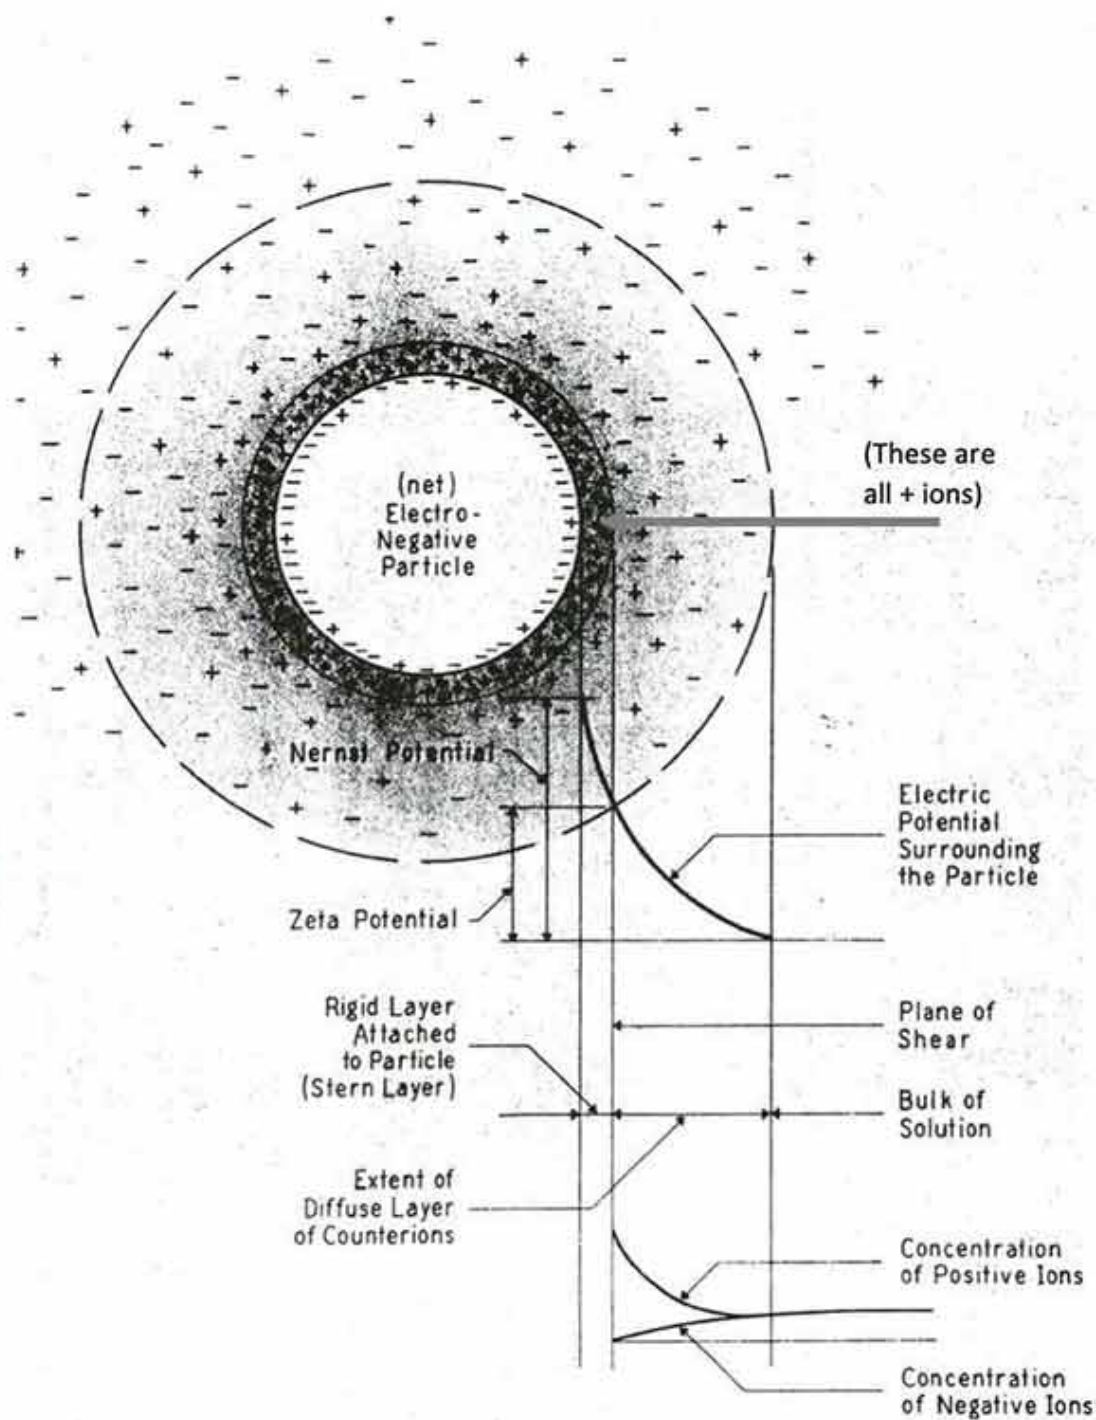 (net)
Electro-
Negative
Particle
(These are
all + ions)
Nernst Potential
Electric
Potential
Surrounding
the Particle
Zeta Potential
Rigid Layer
Attached
to Particle
(Stern Layer)
Plane of
Shear
Bulk of
Solution
Extent of
Diffuse Layer
of Counterions
Concentration
of Positive Ions
Concentration
of Negative Ions